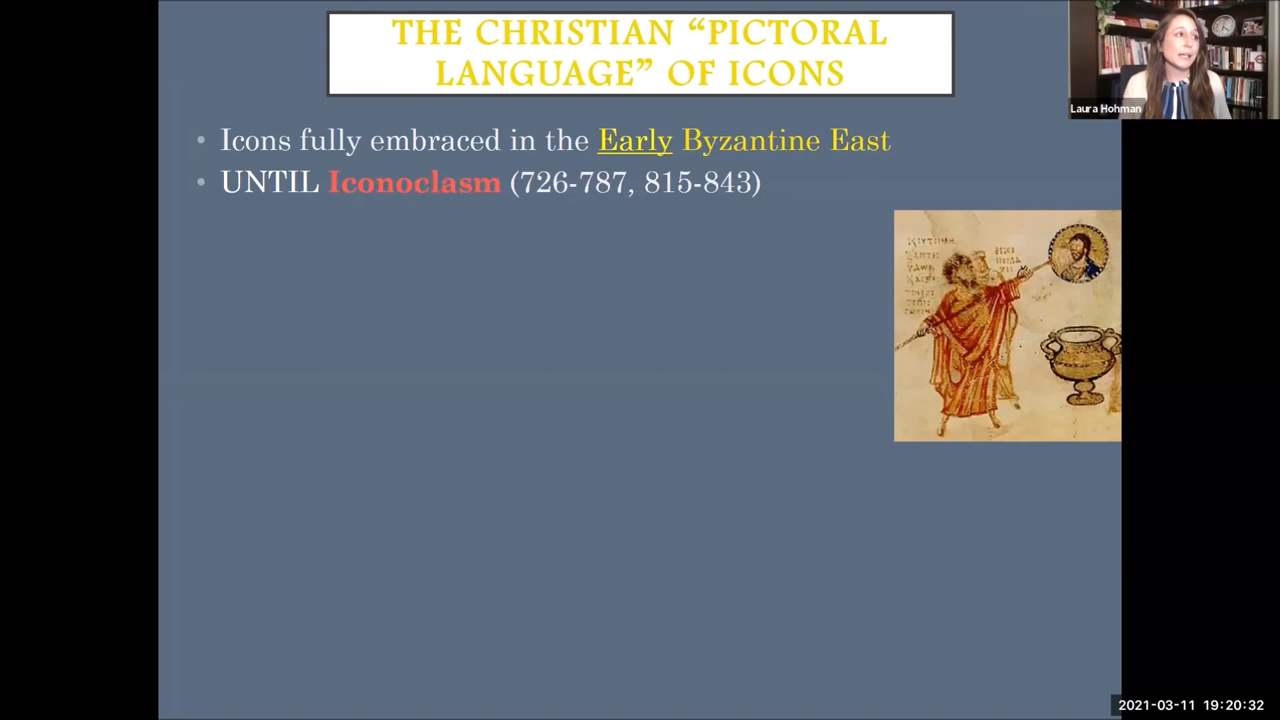 THE CHRISTIAN “PICTORAL
LANGUAGE” OF ICONS
• Icons fully embraced in the Early Byzantine East
• UNTIL Iconoclasm (726-787, 815-843)
Laura Hohman
2021-03-11 19:20:32